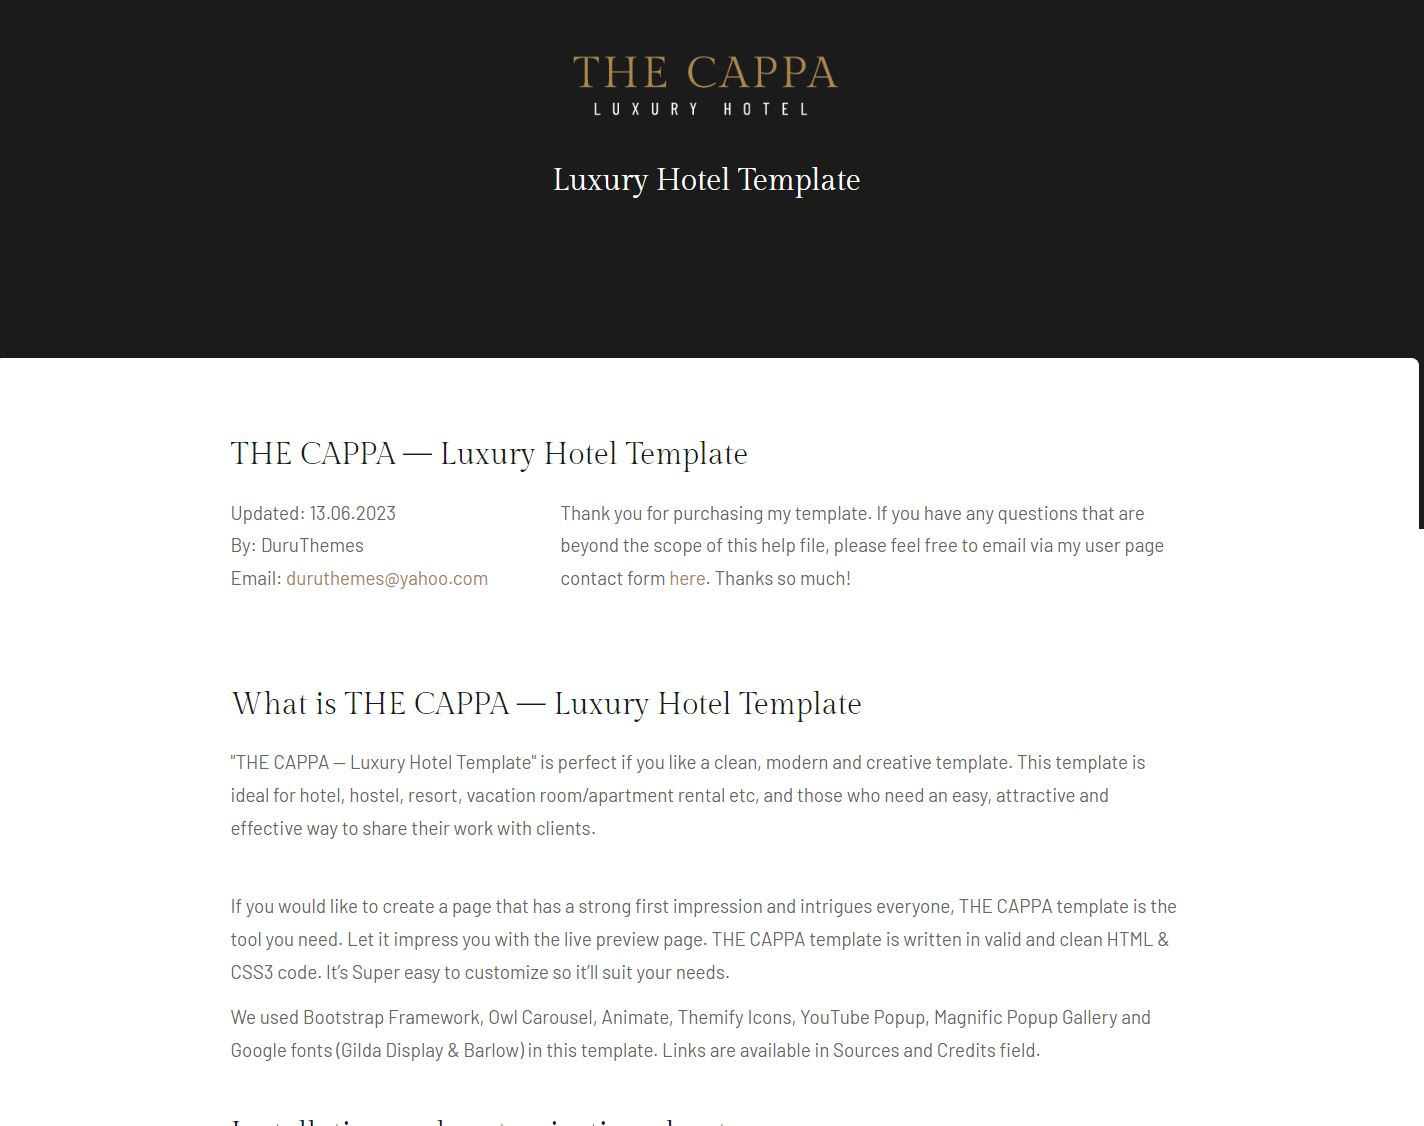 THE CAPPA
LUXURY HOTEL
Luxury Hotel Template
THE CAPPA — Luxury Hotel Template
Updated: 13.06.2023
By: DuruThemes
Email: duruthemes@yahoo.com
Thank you for purchasing my template. If you have any questions that are
beyond the scope of this help file, please feel free to email via my user page
contact form here. Thanks so much!
What is THE CAPPA — Luxury Hotel Template
"THE CAPPA — Luxury Hotel Template" is perfect if you like a clean, modern and creative template. This template is
ideal for hotel, hostel, resort, vacation room/apartment rental etc, and those who need an easy, attractive and
effective way to share their work with clients.
If you would like to create a page that has a strong first impression and intrigues everyone, THE CAPPA template is the
tool you need. Let it impress you with the live preview page. THE CAPPA template is written in valid and clean HTML &
CSS3 code. It’s Super easy to customize so it’ll suit your needs.
We used Bootstrap Framework, Owl Carousel, Animate, Themify Icons, YouTube Popup, Magnific Popup Gallery and
Google fonts (Gilda Display & Barlow) in this template. Links are available in Sources and Credits field.